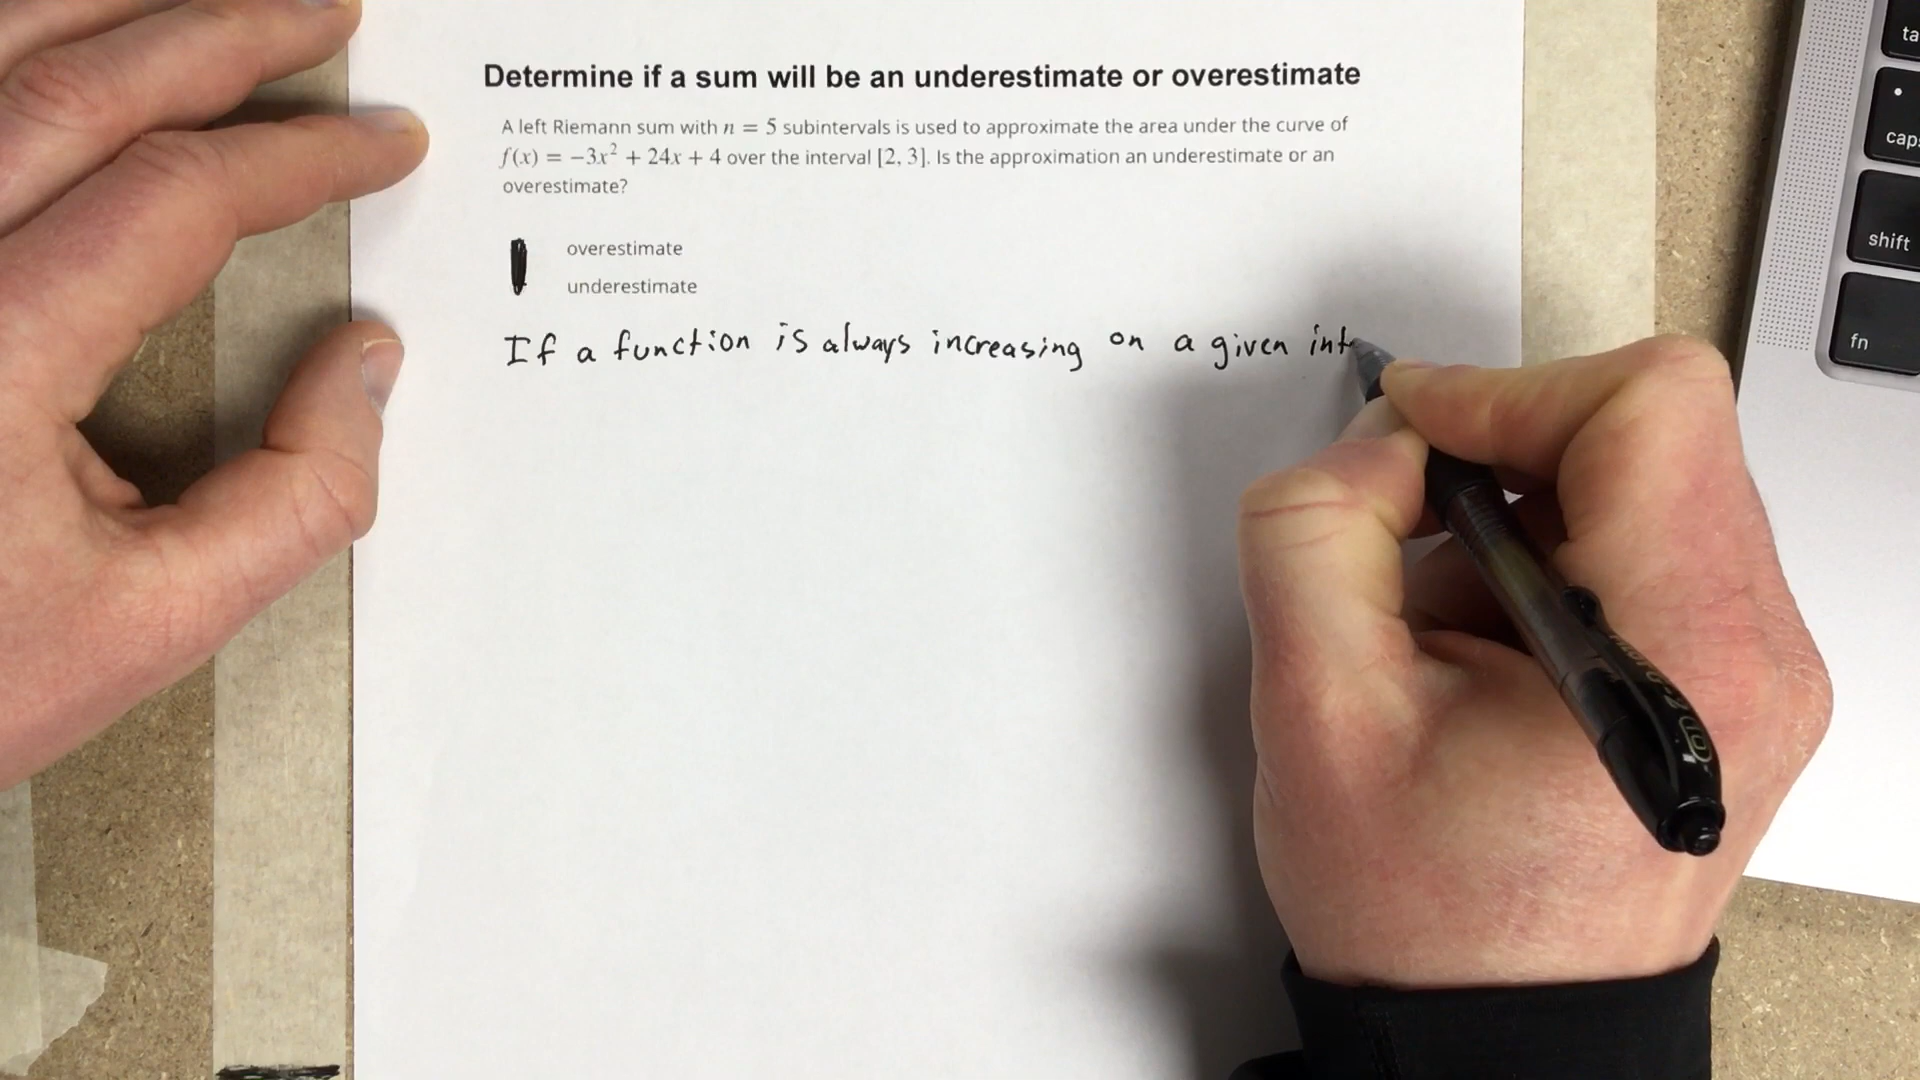 Determine if a sum will be an underestimate or overestimate
A left Riemann sum with n = 5 subintervals is used to approximate the area under the curve of
f(x) = −3x² + 24x + 4 over the interval [2, 3]. Is the approximation an underestimate or an
overestimate?
overestimate
underestimate
If a function is always increasing on a given
shift
fn